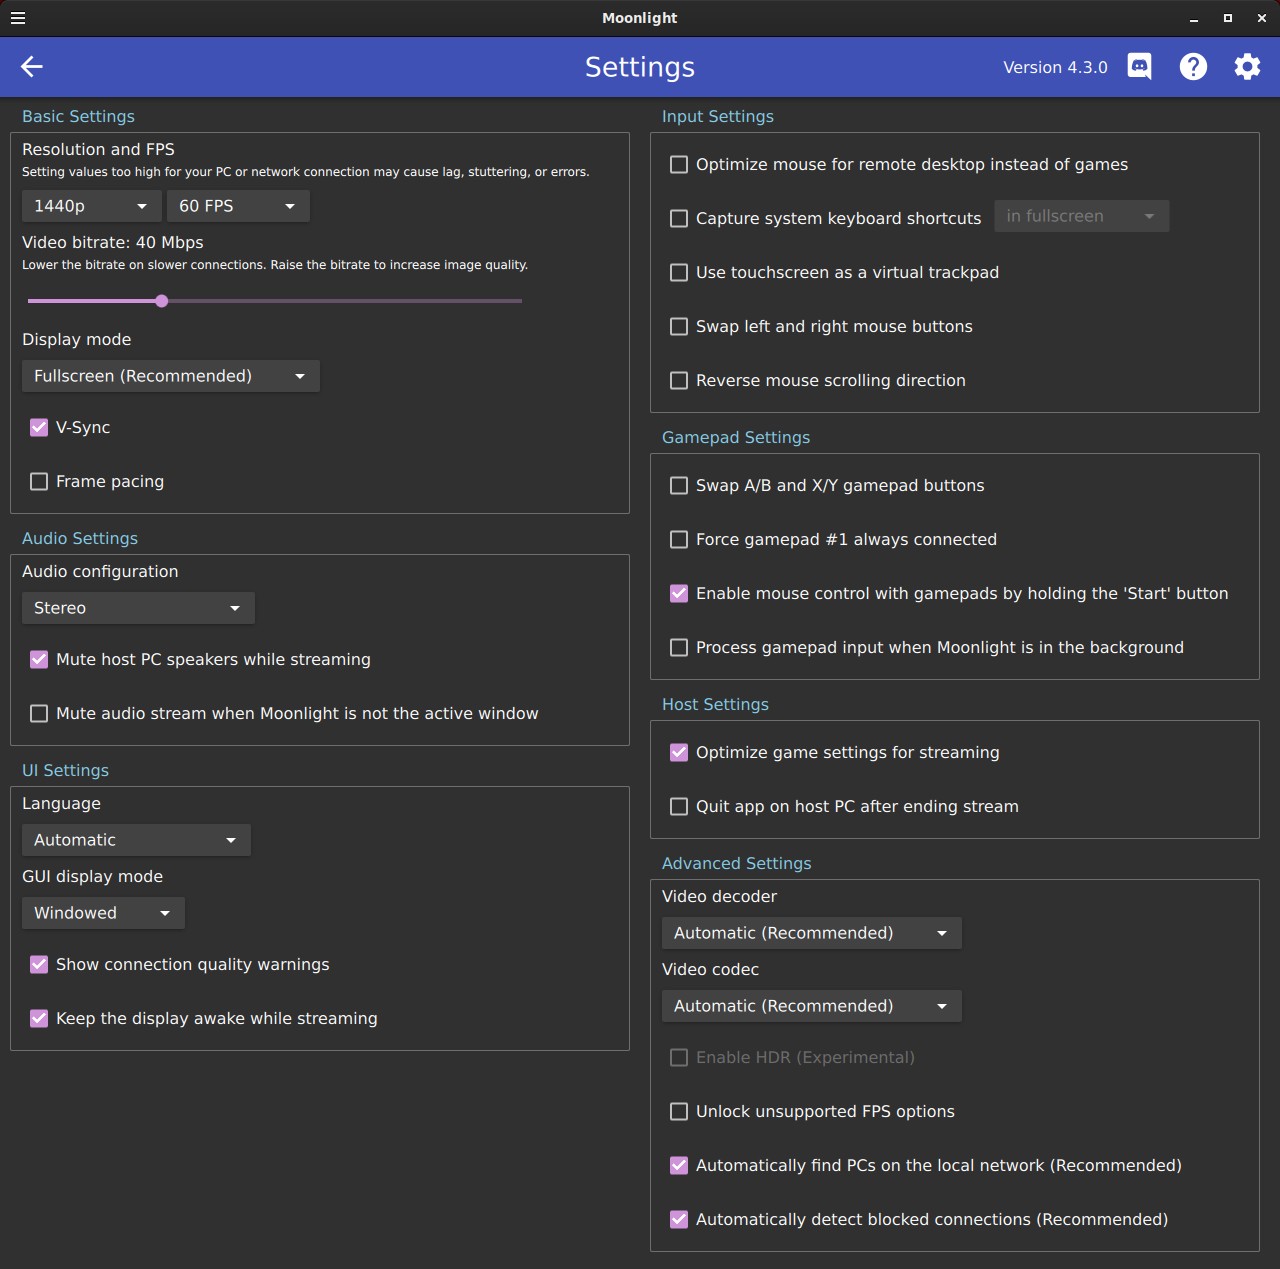 Moonlight
Settings
Version 4.3.0
Basic Settings
Resolution and FPS
Setting values too high for your PC or network connection may cause lag, stuttering, or errors.
1440p
60 FPS
Video bitrate: 40 Mbps
Lower the bitrate on slower connections. Raise the bitrate to increase image quality.
Display mode
Fullscreen (Recommended)
V-Sync
Frame pacing
Audio Settings
Audio configuration
Stereo
Mute host PC speakers while streaming
Mute audio stream when Moonlight is not the active window
UI Settings
Language
Automatic
GUI display mode
Windowed
Show connection quality warnings
Keep the display awake while streaming
Input Settings
Optimize mouse for remote desktop instead of games
Capture system keyboard shortcuts
in fullscreen
Use touchscreen as a virtual trackpad
Swap left and right mouse buttons
Reverse mouse scrolling direction
Gamepad Settings
Swap A/B and X/Y gamepad buttons
Force gamepad #1 always connected
Enable mouse control with gamepads by holding the 'Start' button
Process gamepad input when Moonlight is in the background
Host Settings
Optimize game settings for streaming
Quit app on host PC after ending stream
Advanced Settings
Video decoder
Automatic (Recommended)
Video codec
Automatic (Recommended)
Enable HDR (Experimental)
Unlock unsupported FPS options
Automatically find PCs on the local network (Recommended)
Automatically detect blocked connections (Recommended)